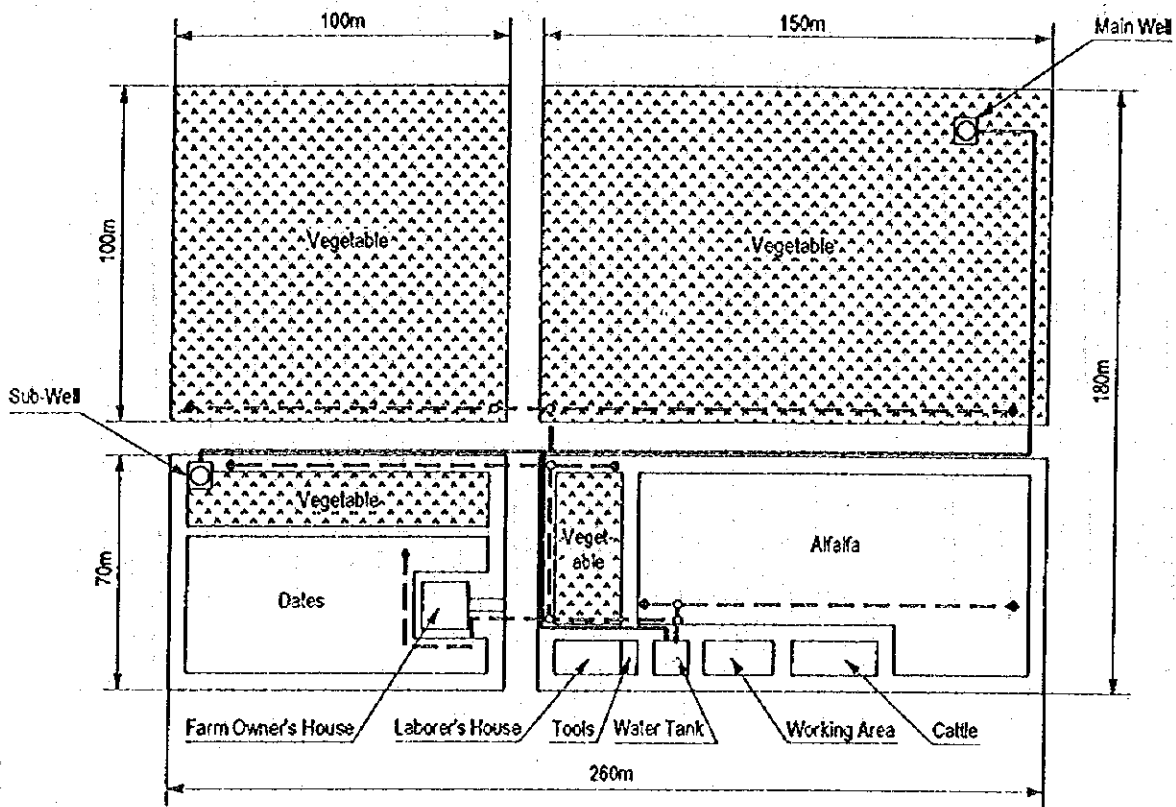 100m
150m
Main Well
100m
Vegetable
Vegetable
180m
Sub-Well
70m
Vegetable
Veget-
able
Alfalfa
Dates
Farm Owner's House
Laborer's House
Tools
Water Tank
Working Area
Cattle
260m